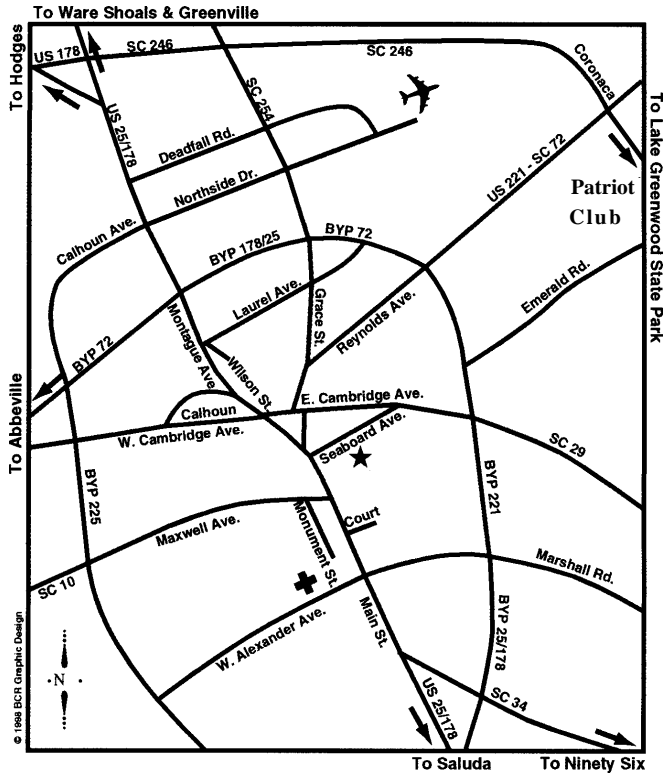 To Ware Shoals & Greenville
To Hodges
US 178
SC 246
SC 246
Coronaca
US 25/178
SC 254
Deadfall Rd.
Northside Dr.
US 221 - SC 72
To Lake Greenwood State Park
Patriot
Club
Calhoun Ave.
BYP 178/25
BYP 72
Laurel Ave.
Grace St.
Reynolds Ave.
Emerald Rd.
BYP 72
Montague Ave.
Wilson St.
To Abbeville
Calhoun
E. Cambridge Ave.
W. Cambridge Ave.
Seaboard Ave.
SC 29
BYP 225
BYP 221
Maxwell Ave.
Monument St.
Court
Marshall Rd.
SC 10
W. Alexander Ave.
Main St.
BYP 25/178
© 1998 BCR Graphic Design
N
US 25/178
SC 34
To Saluda
To Ninety Six